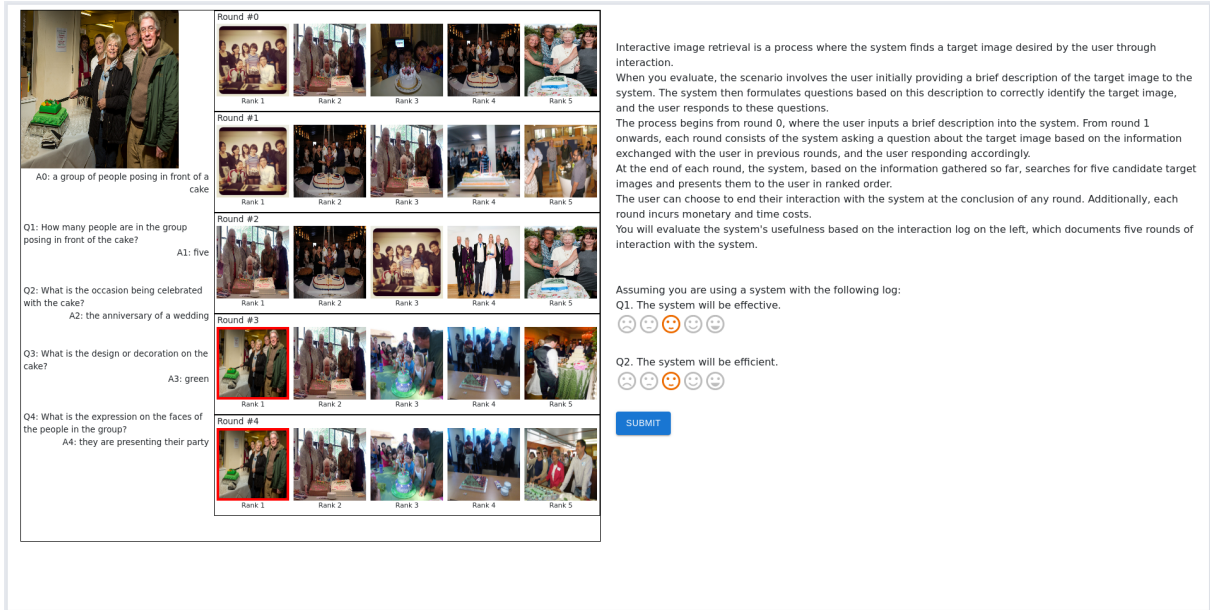 A0: a group of people posing in front of a
cake
Q1: How many people are in the group
posing in front of the cake?
A1: five
Q2: What is the occasion being celebrated
with the cake?
A2: the anniversary of a wedding
Q3: What is the design or decoration on the
cake?
A3: green
Q4: What is the expression on the faces of
the people in the group?
A4: they are presenting their party
Round #0
Rank 1 Rank 2 Rank 3 Rank 4 Rank 5
Round #1
Rank 1 Rank 2 Rank 3 Rank 4 Rank 5
Round #2
Rank 1 Rank 2 Rank 3 Rank 4 Rank 5
Round #3
Rank 1 Rank 2 Rank 3 Rank 4 Rank 5
Round #4
Rank 1 Rank 2 Rank 3 Rank 4 Rank 5
Interactive image retrieval is a process where the system finds a target image desired by the user through
interaction.
When you evaluate, the scenario involves the user initially providing a brief description of the target image to the
system. The system then formulates questions based on this description to correctly identify the target image,
and the user responds to these questions.
The process begins from round 0, where the user inputs a brief description into the system. From round 1
onwards, each round consists of the system asking a question about the target image based on the information
exchanged with the user in previous rounds, and the user responding accordingly.
At the end of each round, the system, based on the information gathered so far, searches for five candidate target
images and presents them to the user in ranked order.
The user can choose to end their interaction with the system at the conclusion of any round. Additionally, each
round incurs monetary and time costs.
You will evaluate the system's usefulness based on the interaction log on the left, which documents five rounds of
interaction with the system.
Assuming you are using a system with the following log:
Q1. The system will be effective.
Q2. The system will be efficient.
SUBMIT